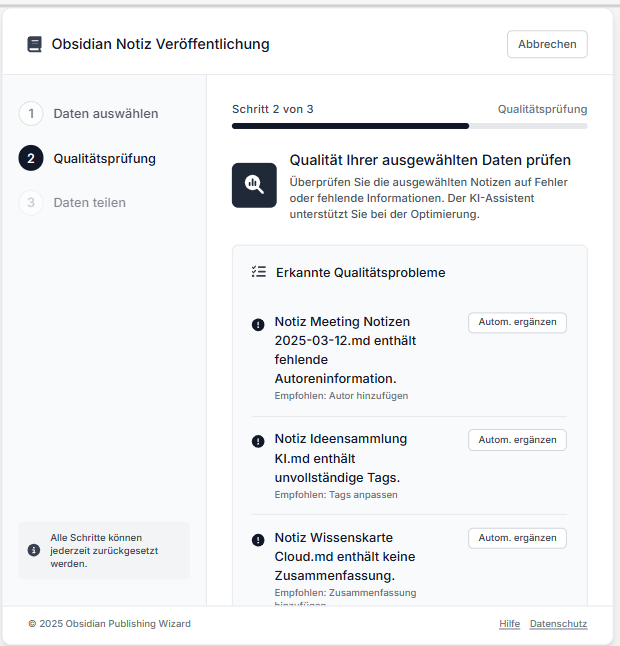 Obsidian Notiz Veröffentlichung
Abbrechen
1 Daten auswählen
2 Qualitätsprüfung
3 Daten teilen
Alle Schritte können
jederzeit zurückgesetzt
werden.
Schritt 2 von 3
Qualitätsprüfung
Qualität Ihrer ausgewählten Daten prüfen
Überprüfen Sie die ausgewählten Notizen auf Fehler
oder fehlende Informationen. Der KI-Assistent
unterstützt Sie bei der Optimierung.
Erkannte Qualitätsprobleme
Notiz Meeting Notizen
2025-03-12.md enthält
fehlende
Autoreninformation.
Empfohlen: Autor hinzufügen
Autom. ergänzen
Notiz Ideensammlung
KI.md enthält
unvollständige Tags.
Empfohlen: Tags anpassen
Autom. ergänzen
Notiz Wissenskarte
Cloud.md enthält keine
Zusammenfassung.
Empfohlen: Zusammenfassung
hinzufügen
Autom. ergänzen
© 2025 Obsidian Publishing Wizard
Hilfe
Datenschutz